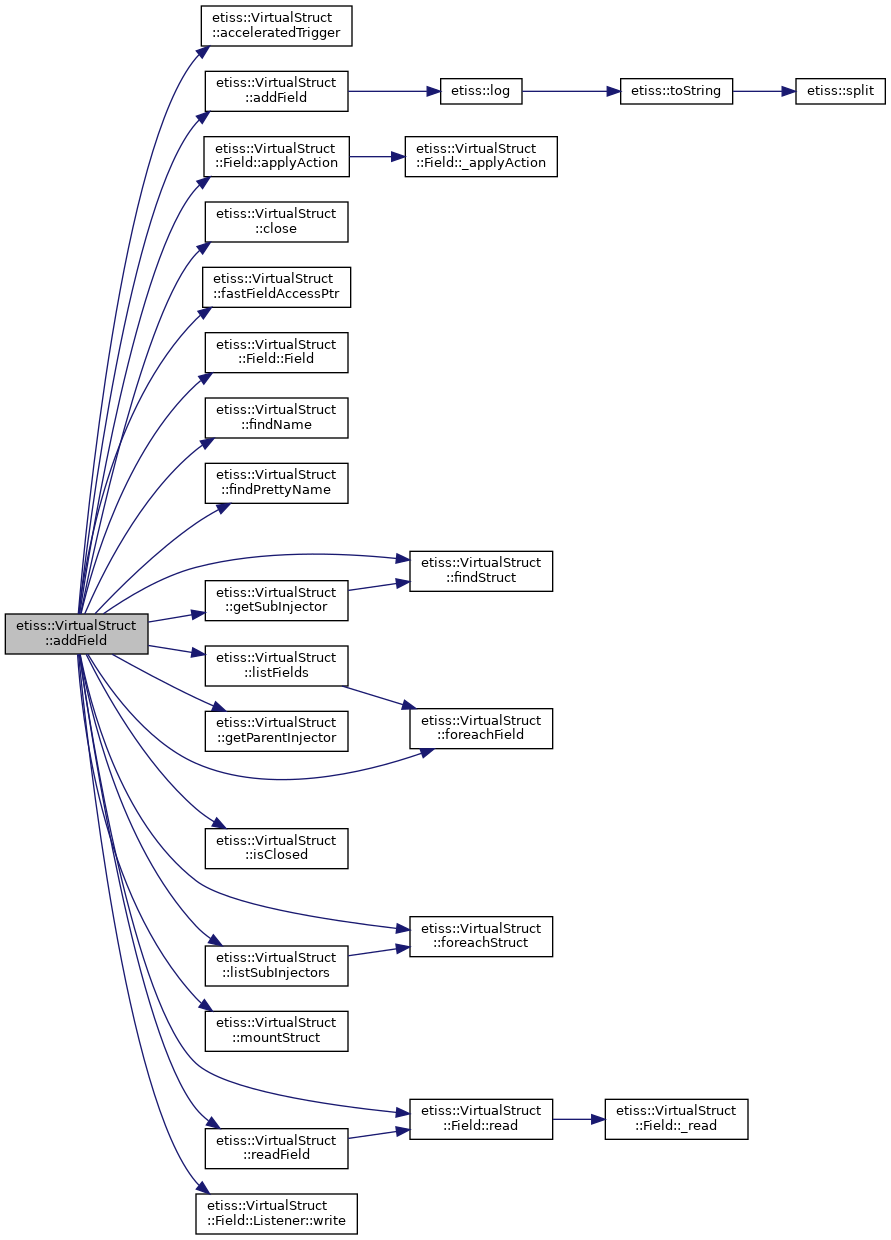 etiss::VirtualStruct
::acceleratedTrigger
etiss::VirtualStruct
::addField
etiss::log
etiss::toString
etiss::split
etiss::VirtualStruct
::Field::applyAction
etiss::VirtualStruct
::Field::_applyAction
etiss::VirtualStruct
::close
etiss::VirtualStruct
::fastFieldAccessPtr
etiss::VirtualStruct
::Field::Field
etiss::VirtualStruct
::findName
etiss::VirtualStruct
::findPrettyName
etiss::VirtualStruct
::findStruct
etiss::VirtualStruct
::getSubInjector
etiss::VirtualStruct
::addField
etiss::VirtualStruct
::listFields
etiss::VirtualStruct
::getParentInjector
etiss::VirtualStruct
::foreachField
etiss::VirtualStruct
::isClosed
etiss::VirtualStruct
::foreachStruct
etiss::VirtualStruct
::listSubInjectors
etiss::VirtualStruct
::mountStruct
etiss::VirtualStruct
::Field::read
etiss::VirtualStruct
::Field::_read
etiss::VirtualStruct
::readField
etiss::VirtualStruct
::Field::Listener::write